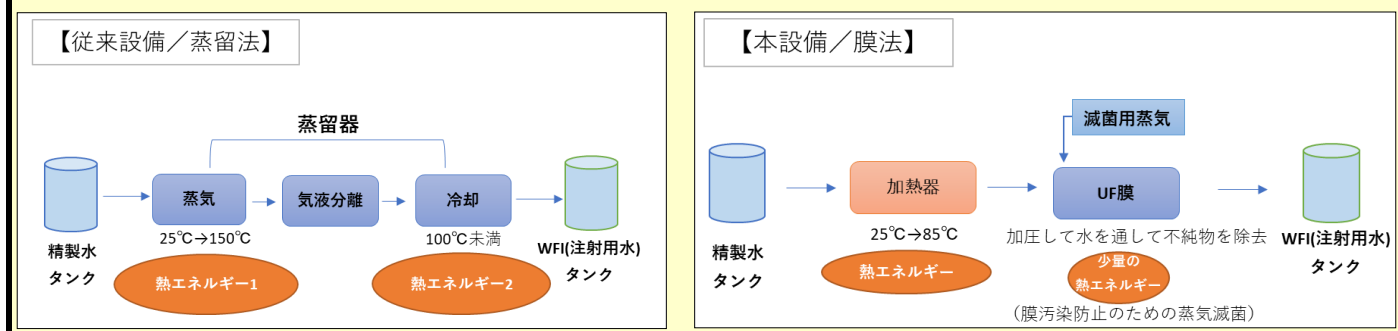 【従来設備／蒸留法】
蒸留器
蒸気
気液分離
冷却
25℃→150℃
100℃未満
精製水
タンク
WFI(注射用水)
タンク
熱エネルギー1
熱エネルギー2
【本設備／膜法】
滅菌用蒸気
加熱器
UF膜
25℃→85℃
加圧して水を通して不純物を除去
精製水
タンク
WFI(注射用水)
タンク
熱エネルギー
少量の
熱エネルギー
（膜汚染防止のための蒸気滅菌）